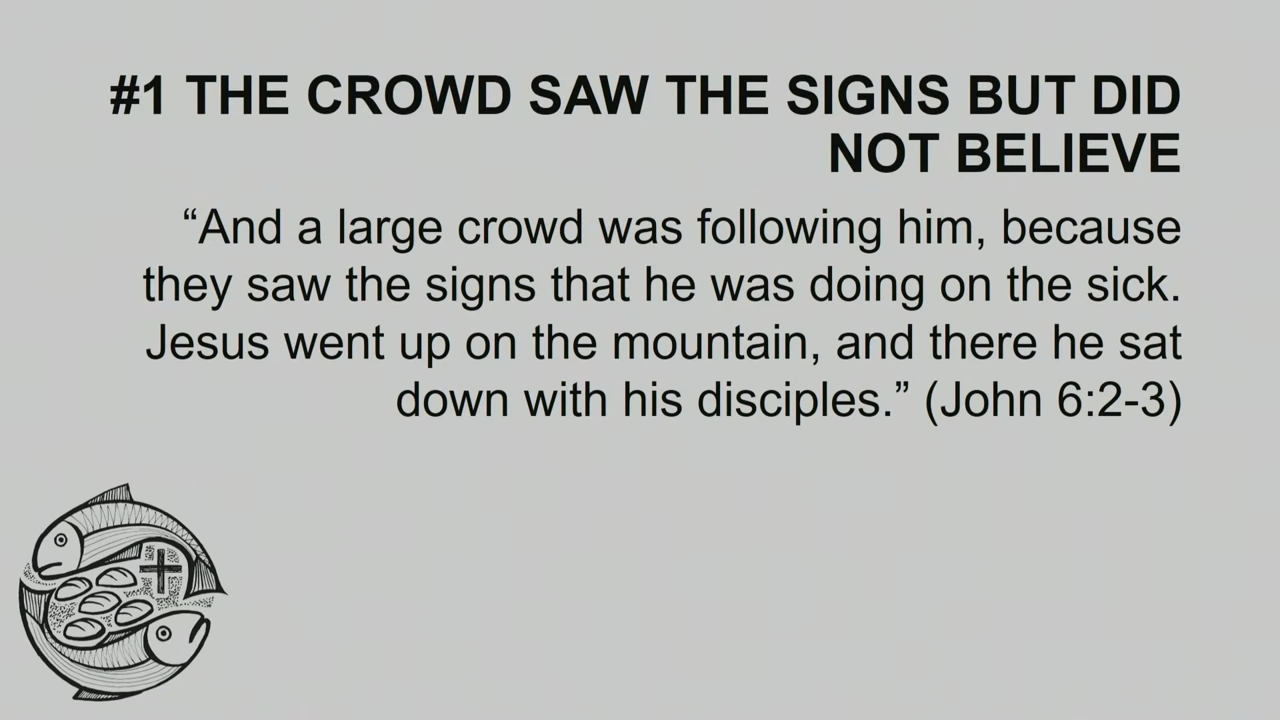 #1 THE CROWD SAW THE SIGNS BUT DID
NOT BELIEVE
“And a large crowd was following him, because
they saw the signs that he was doing on the sick.
Jesus went up on the mountain, and there he sat
down with his disciples.” (John 6:2-3)